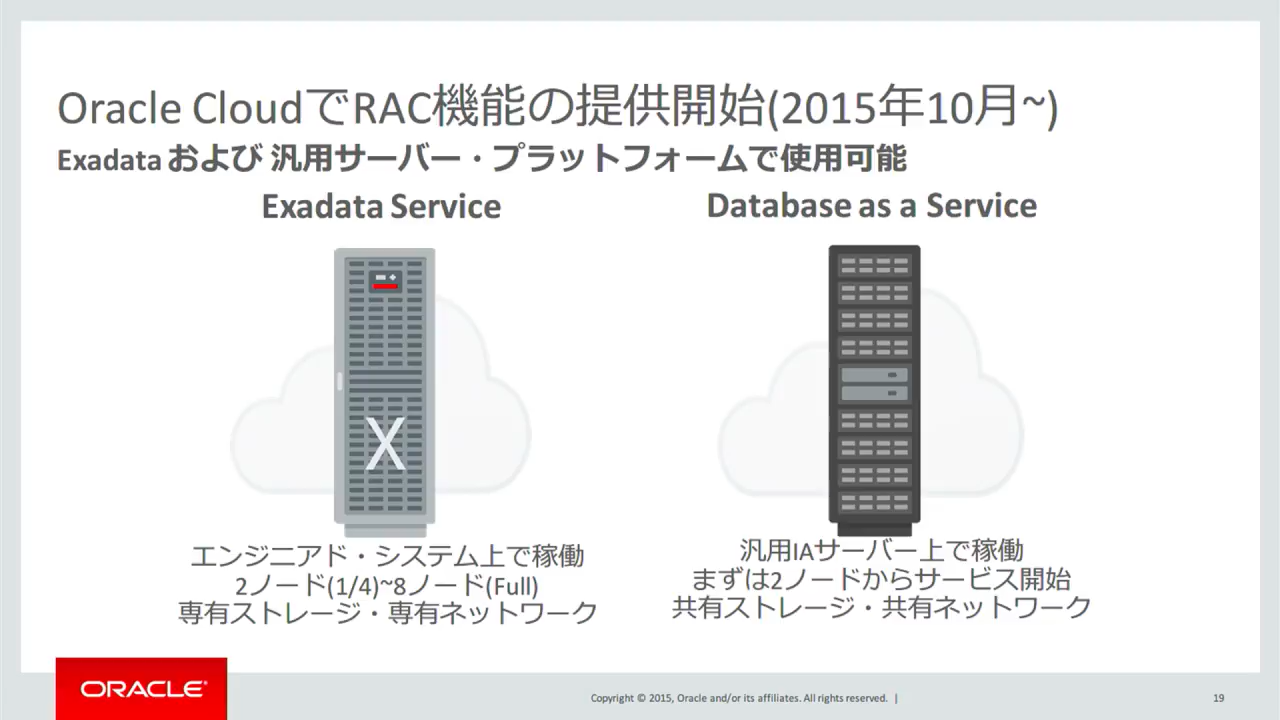 Oracle CloudでRAC機能の提供開始(2015年10月~)
Exadata および 汎用サーバー・プラットフォームで使用可能
Exadata Service
X
エンジニアド・システム上で稼働
2ノード(1/4)~8ノード(Full)
専有ストレージ・専有ネットワーク
Database as a Service
汎用IAサーバー上で稼働
まずは2ノードからサービス開始
共有ストレージ・共有ネットワーク
ORACLE®
Copyright © 2015, Oracle and/or its affiliates. All rights reserved. |
19